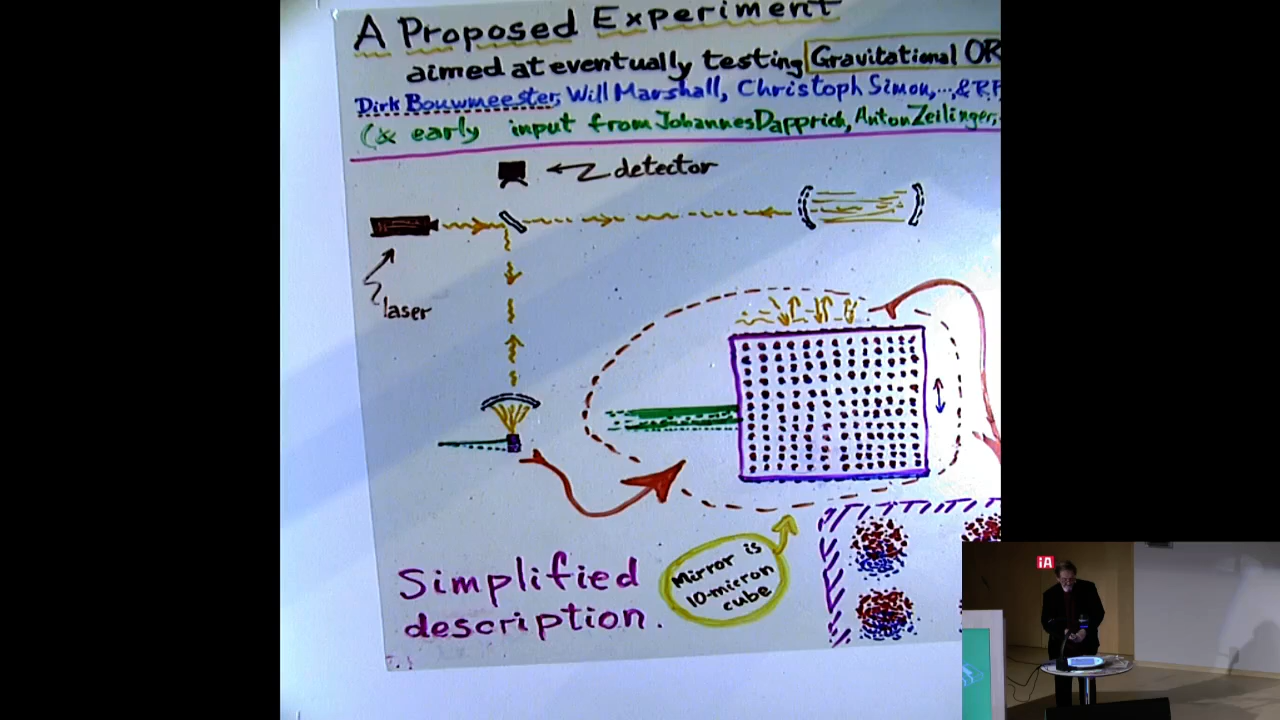 A Proposed Experiment
aimed at eventually testing Gravitational OR
Dirk Bouwmeester, Will Marshall, Christoph Simon, ..., & R.P.
(& early input from Johannes Dapprich, Anton Zeilinger,
detector
laser
Mirror is
10-micron
cube
Simplified
description.
iA